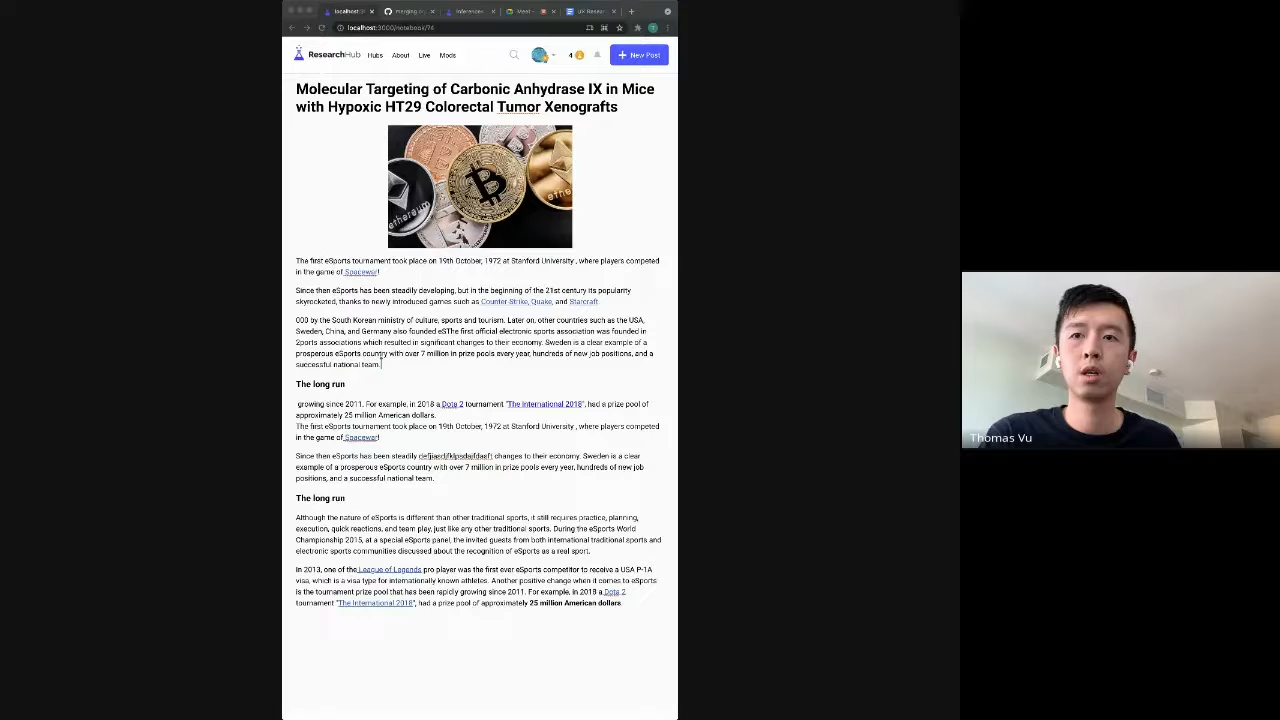 localhost:3000/notebook/74
ResearchHub Hubs About Live Mods 4 New Post
Molecular Targeting of Carbonic Anhydrase IX in Mice
with Hypoxic HT29 Colorectal Tumor Xenografts
ethereum
The first eSports tournament took place on 19th October, 1972 at Stanford University , where players competed
in the game of Spacewar!
Since then eSports has been steadily developing, but in the beginning of the 21st century its popularity
skyrocketed, thanks to newly introduced games such as Counter-Strike, Quake, and Starcraft.
000 by the South Korean ministry of culture, sports and tourism. Later on, other countries such as the USA,
Sweden, China, and Germany also founded eSThe first official electronic sports association was founded in
2ports associations which resulted in significant changes to their economy. Sweden is a clear example of a
prosperous eSports country with over 7 million in prize pools every year, hundreds of new job positions, and a
successful national team.
The long run
growing since 2011. For example, in 2018 a Dota 2 tournament "The International 2018", had a prize pool of
approximately 25 million American dollars.
The first eSports tournament took place on 19th October, 1972 at Stanford University , where players competed
in the game of Spacewar!
Since then eSports has been steadily changes to their economy. Sweden is a clear
example of a prosperous eSports country with over 7 million in prize pools every year, hundreds of new job
positions, and a successful national team.
The long run
Although the nature of eSports is different than other traditional sports, it still requires practice, planning,
execution, quick reactions, and team play, just like any other traditional sports. During the eSports World
Championship 2015, at a special eSports panel, the invited guests from both international traditional sports and
electronic sports communities discussed about the recognition of eSports as a real sport.
In 2013, one of the League of Legends pro player was the first ever eSports competitor to receive a USA P-1A
visa, which is a visa type for internationally known athletes. Another positive change when it comes to eSports
is the tournament prize pool that has been rapidly growing since 2011. For example, in 2018 a Dota 2
tournament "The International 2018", had a prize pool of approximately 25 million American dollars.
Thomas Vu